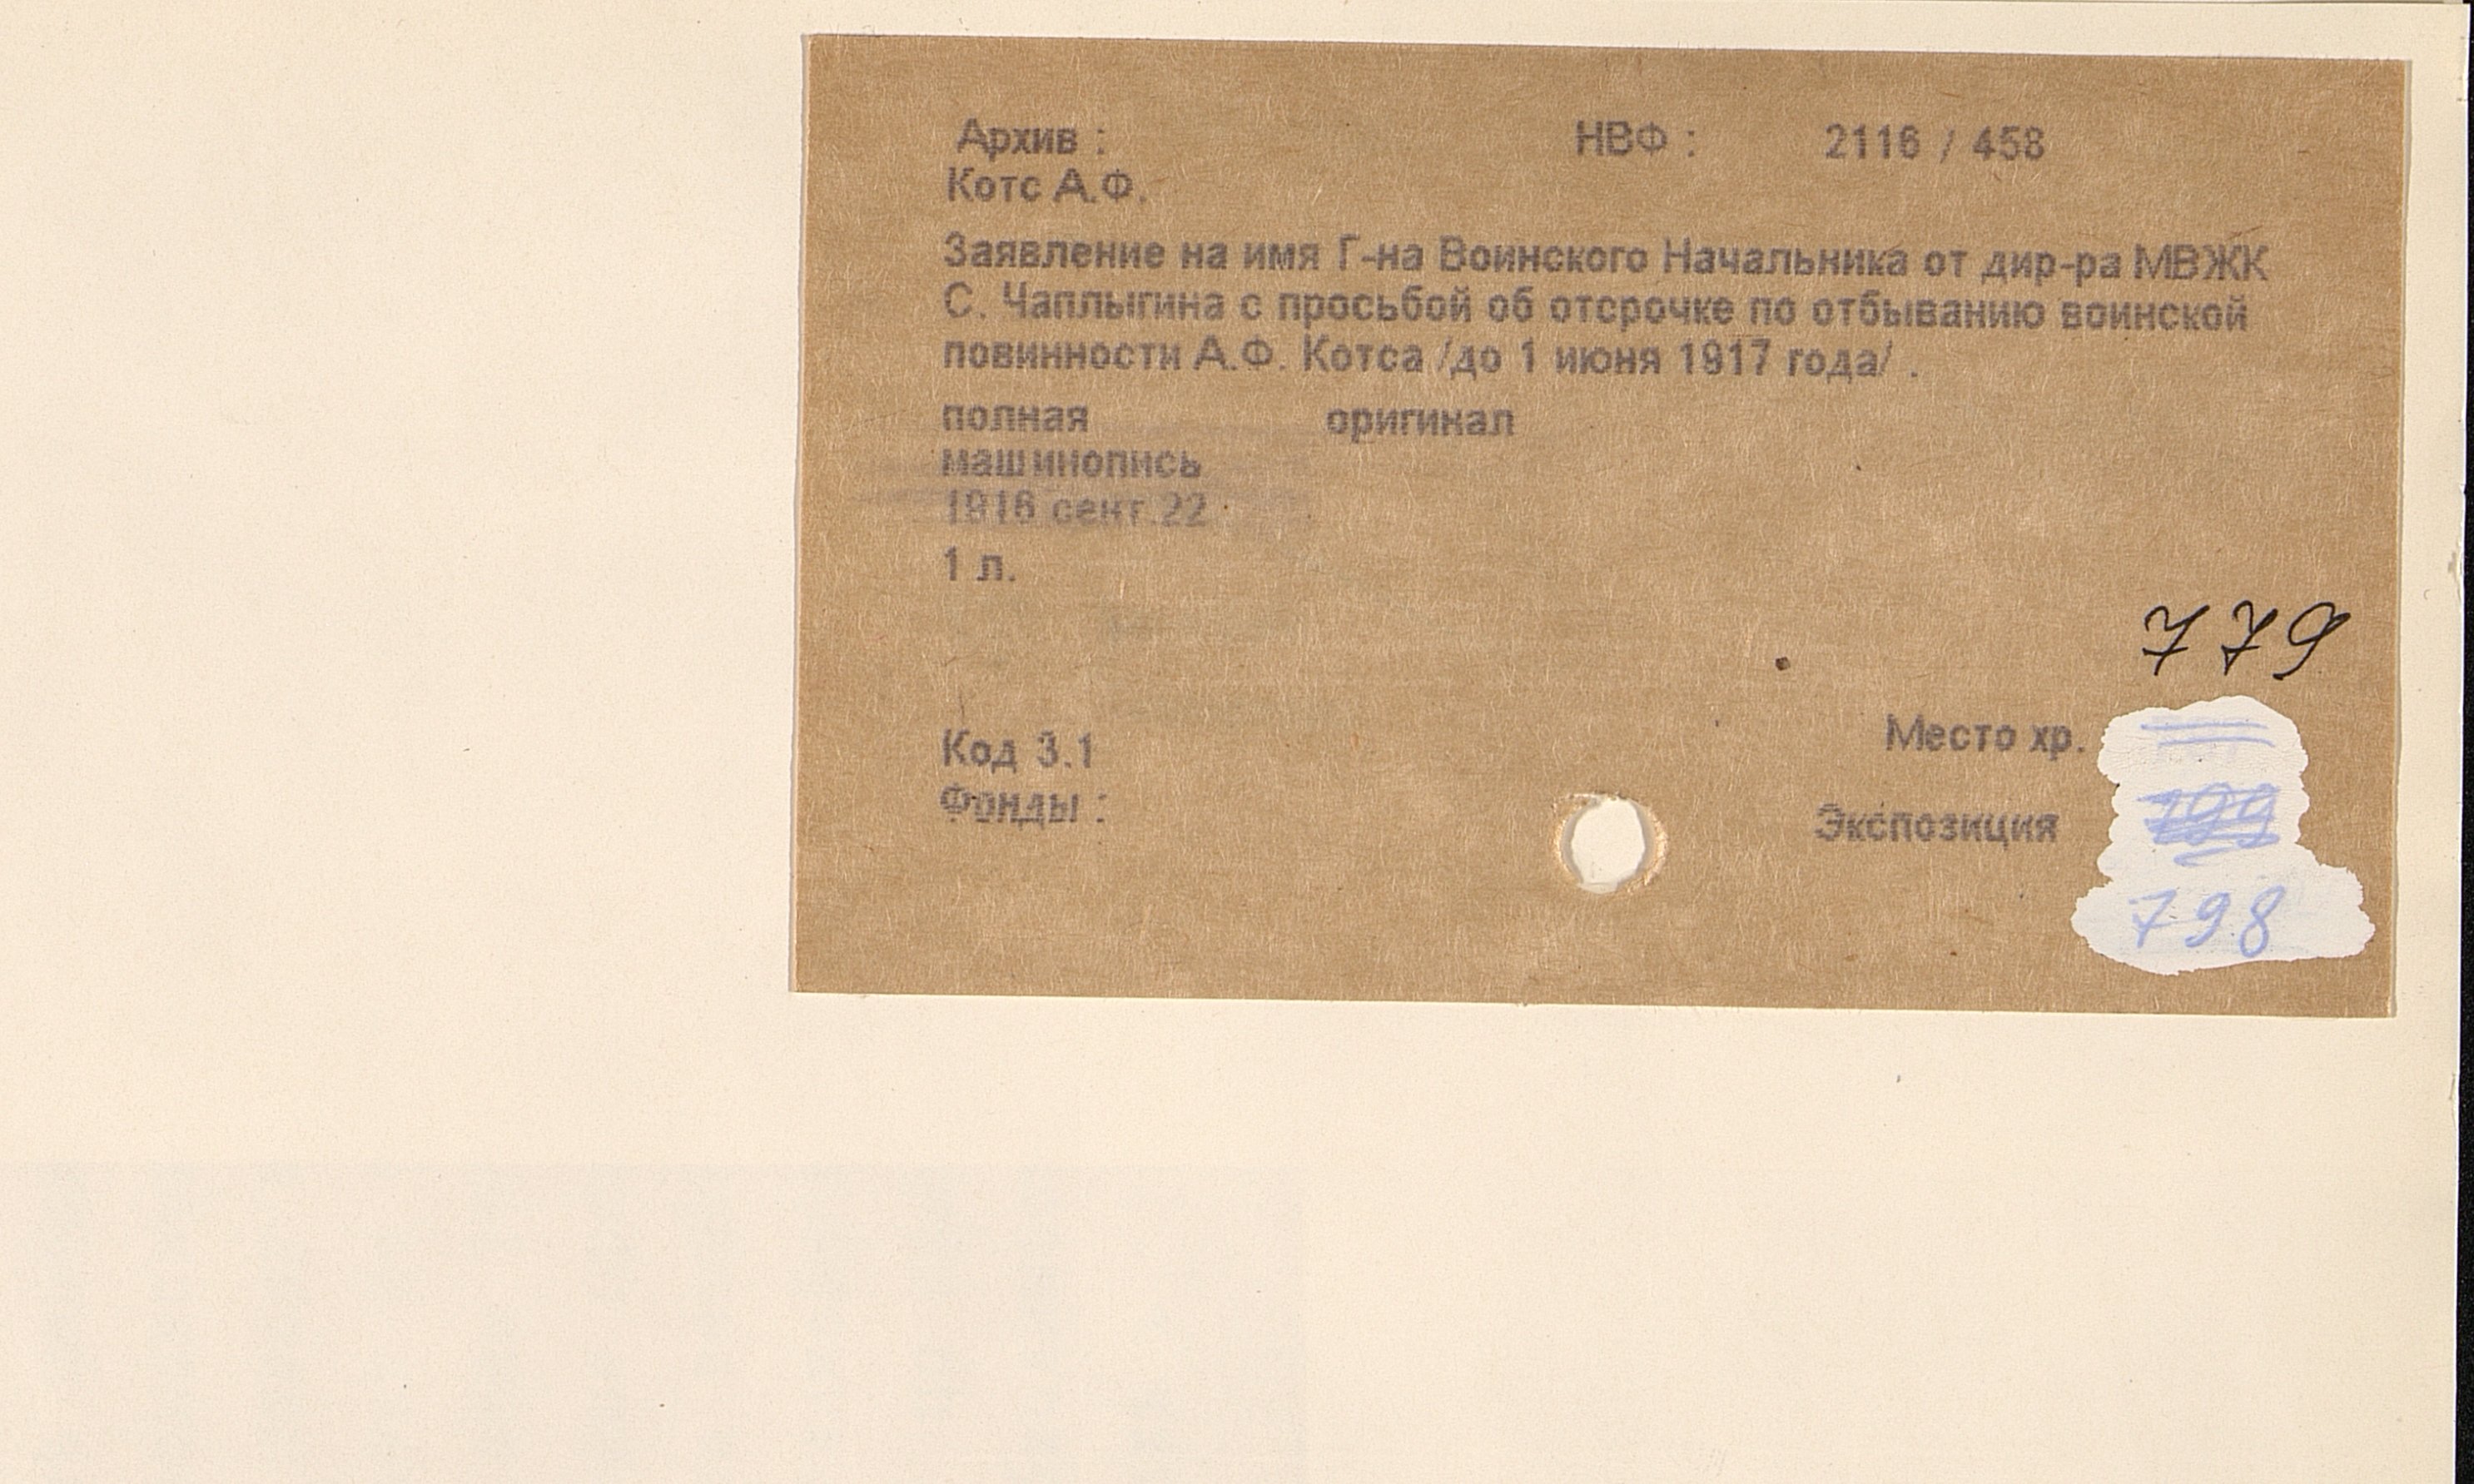 Архив : НВФ : 2116 / 458
Котс А.Ф.
Заявление на имя Г-на Воинского Начальника от дир-ра МВЖК
С. Чаплыгина с просьбой об отсрочке по отбыванию воинской
повинности А.Ф. Котса /до 1 июня 1917 года/ .
полная оригинал
машинопись
1916 сент.22
1 л.
779
Место хр.
Код 3.1
Фонды :
Экспозиция
798